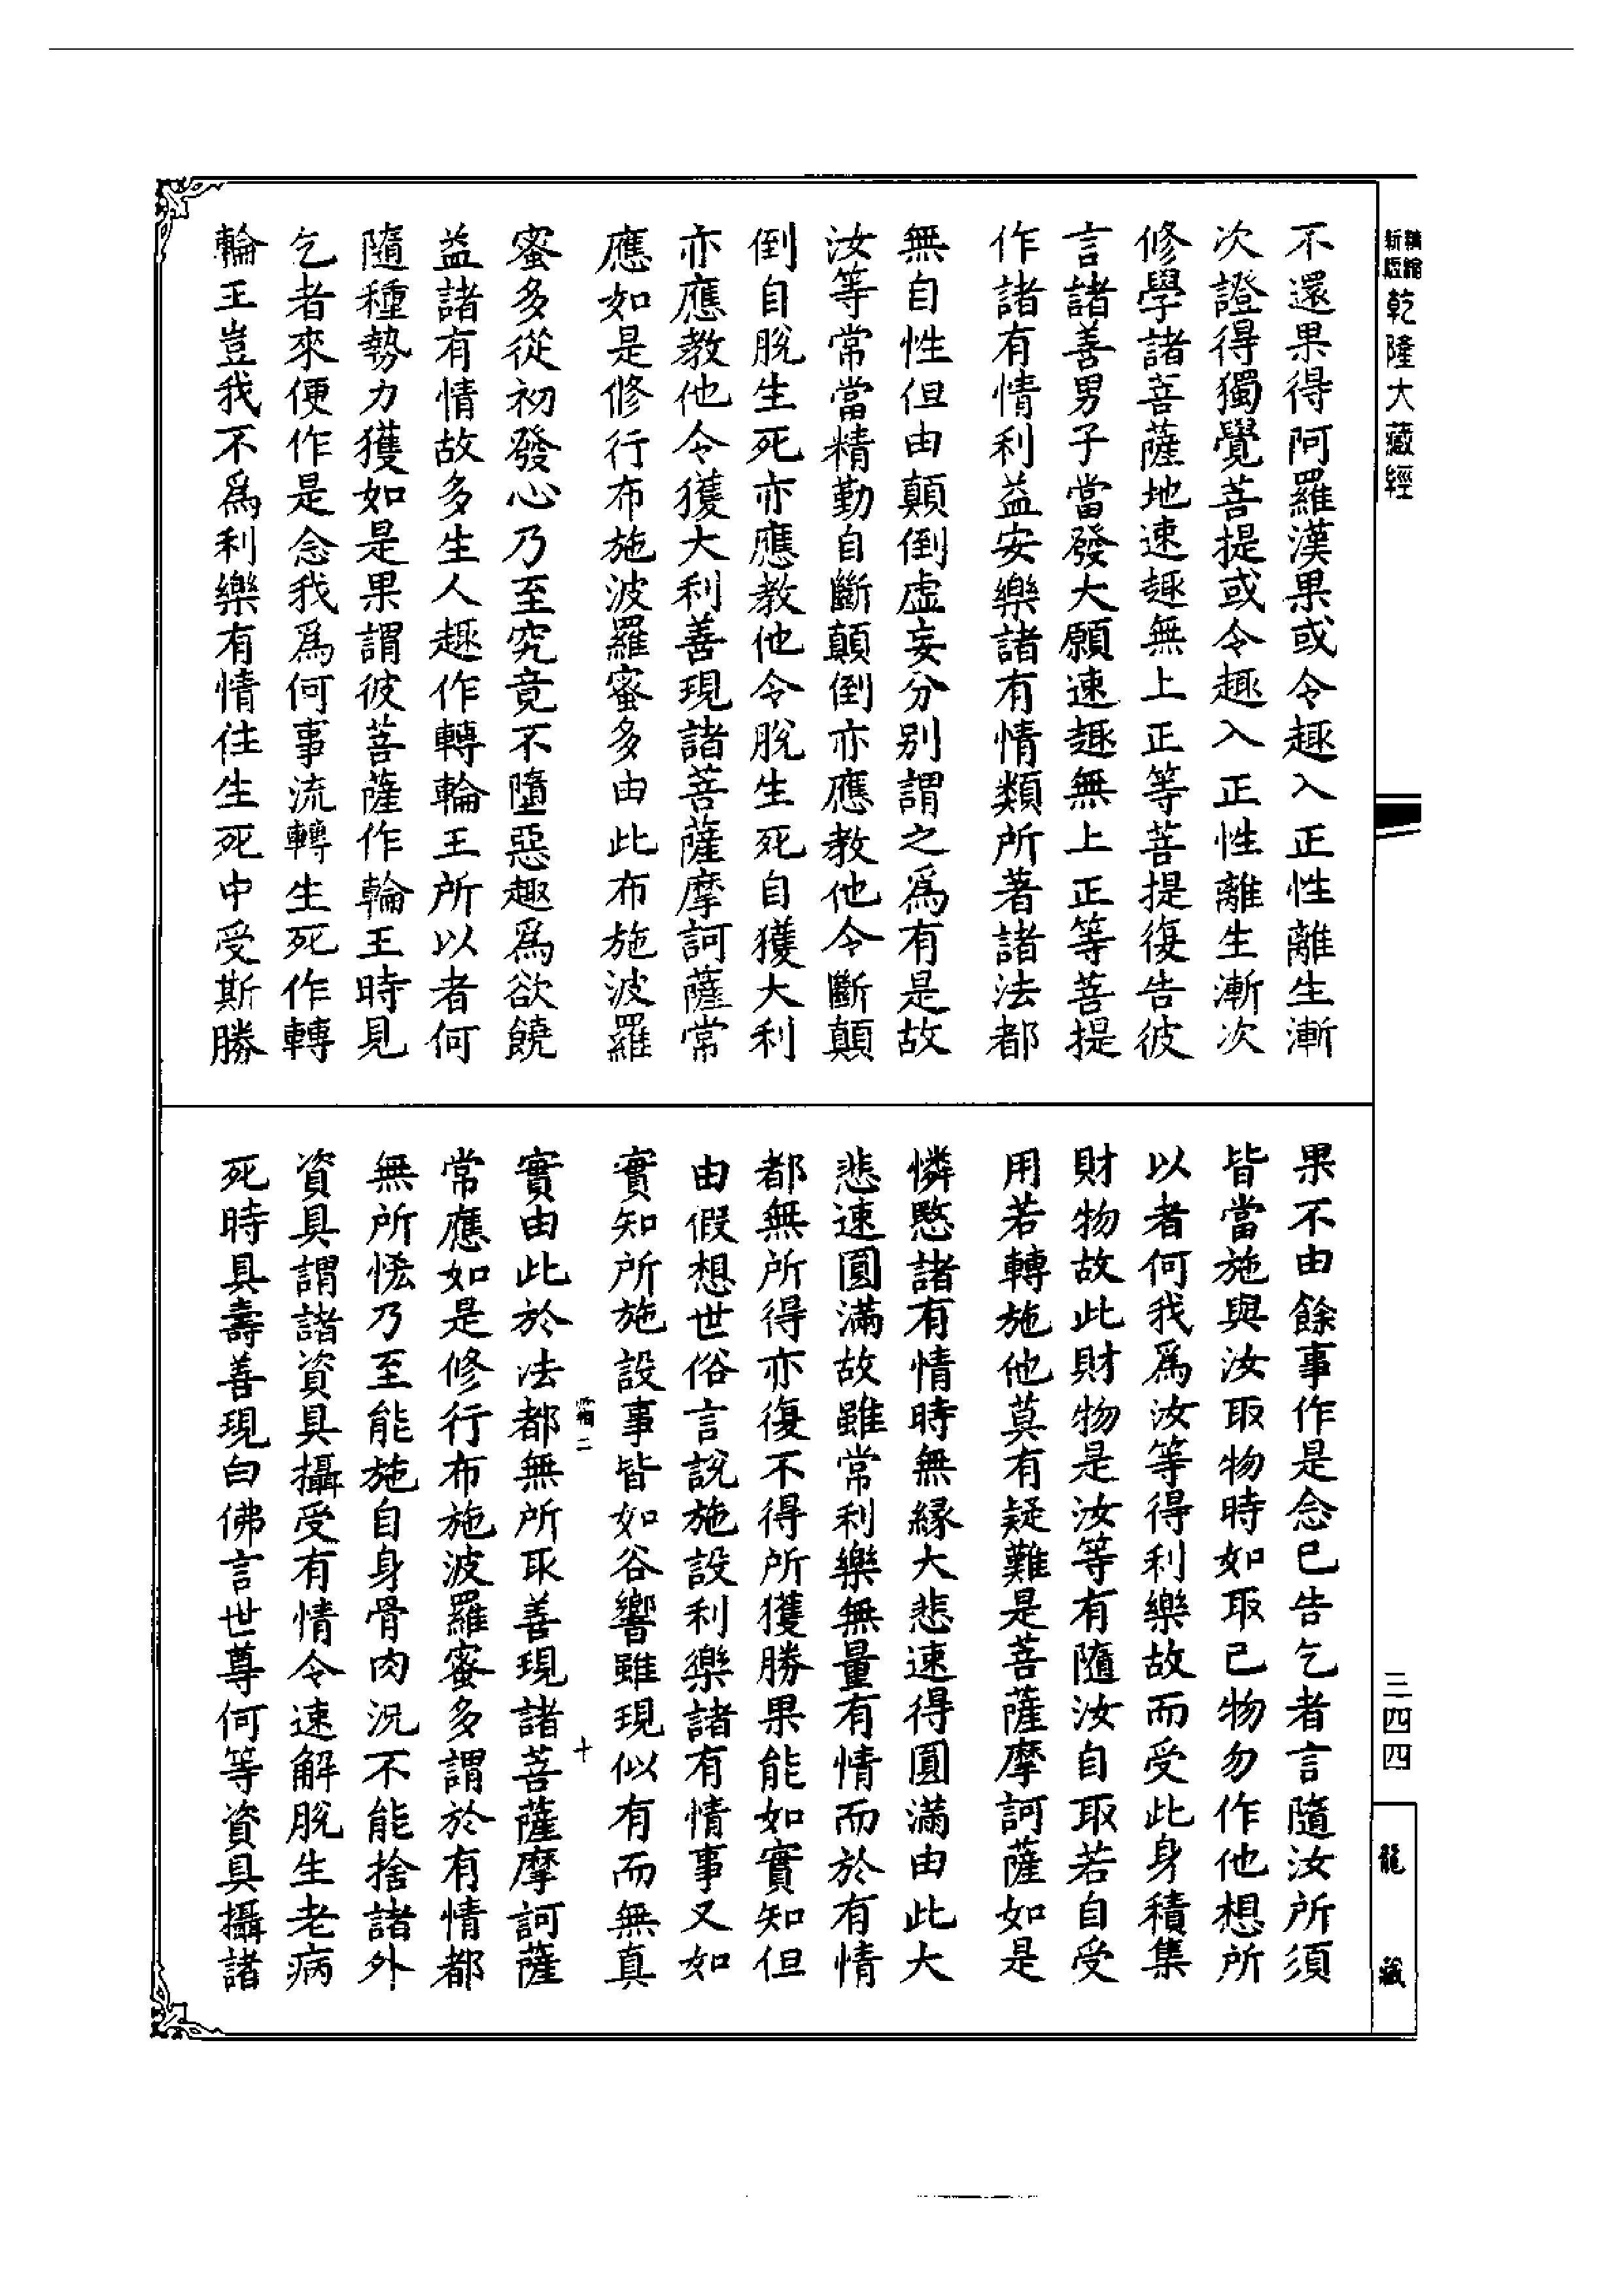 新編
縮版
乾隆大藏經
不還果得阿羅漢果或令趣入正性離生漸
次證得獨覺菩提或令趣入正性離生漸次
修學諸菩薩地速趣無上正等菩提復告彼
言諸善男子當發大願速趣無上正等菩提
作諸有情利益安樂諸有情類所著諸法都
無自性但由顛倒虛妄分別謂之為有是故
汝等常當精勤自斷顛倒亦應教他令斷顛
倒自脫生死亦應教他令脫生死自獲大利
亦應教他令獲大利善現諸菩薩摩訶薩常
應如是修行布施波羅蜜多由此布施波羅
蜜多從初發心乃至究竟不墮惡趣為欲饒
益諸有情故多生人趣作轉輪王所以者何
隨種勢力獲如是果謂彼菩薩作輪王時見
乞者來便作是念我為何事流轉生死作轉
輪王豈我不為利樂有情住生死中受斯勝
果不由餘事作是念已告乞者言隨汝所須
皆當施與汝取物時如取己物勿作他想所
以者何我為汝等得利樂故而受此身積集
財物故此財物是汝等有隨汝自取若自受
用若轉施他莫有疑難是菩薩摩訶薩如是
憐愍諸有情時無緣大悲速得圓滿由此大
悲速圓滿故雖常利樂無量有情而於有情
都無所得亦復不得所獲勝果能如實知但
由假想世俗言說施設利樂諸有情事又如
實知所施設事皆如谷響雖現似有而無真
實由此於法都無所取善現諸菩薩摩訶薩
常應如是修行布施波羅蜜多謂於有情都
無所恡乃至能施自身骨肉況不能捨諸外
資具謂諸資具攝受有情令速解脫生老病
死時具壽善現白佛言世尊何等資具攝諸
二
十
三四四
龍藏